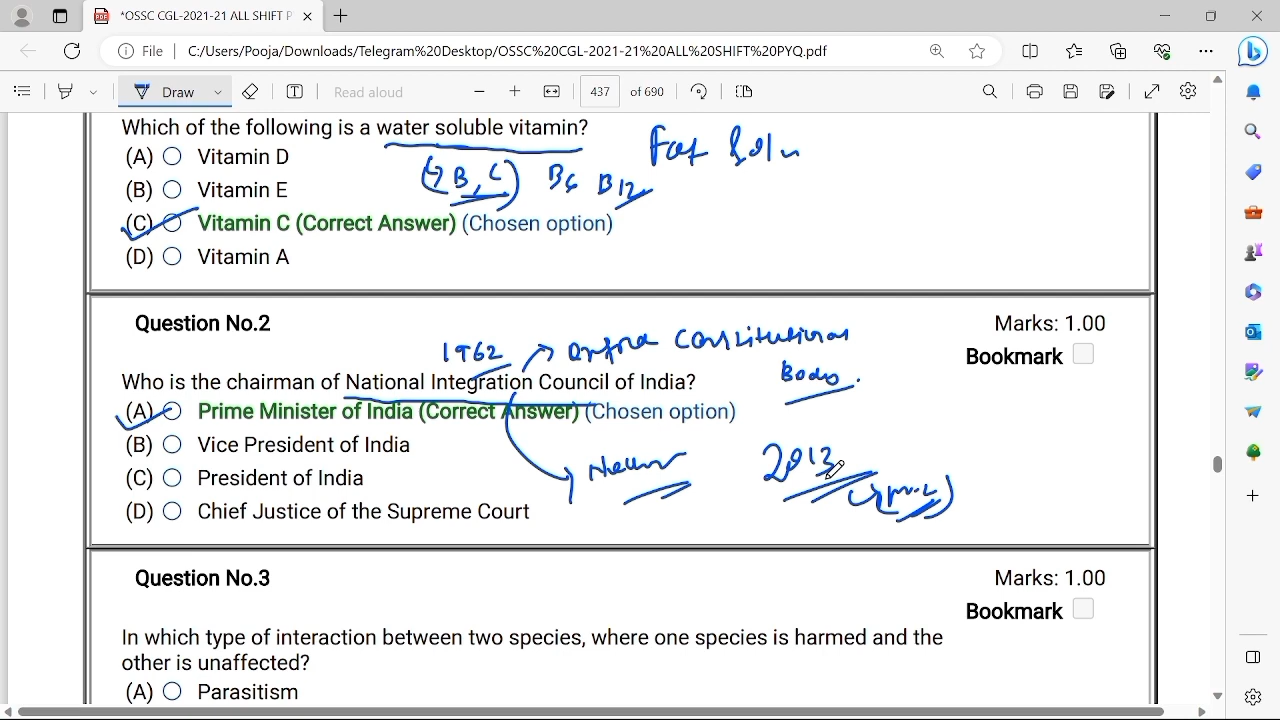 *OSSC CGL-2021-21 ALL SHIFT P
File
C:/Users/Pooja/Downloads/Telegram%20Desktop/OSSC%20CGL-2021-21%20ALL%20SHIFT%20PYQ.pdf
Draw
Read aloud
437 of 690
Which of the following is a water soluble vitamin?
Fat
(A) Vitamin D
B, C
B6 B12
(B) Vitamin E
(C) Vitamin C (Correct Answer) (Chosen option)
(D) Vitamin A
Question No.2
Marks: 1.00
1962
Bookmark
Who is the chairman of National Integration Council of India?
Body.
(A) Prime Minister of India (Correct Answer) (Chosen option)
(B) Vice President of India
2013
(C) President of India
(D) Chief Justice of the Supreme Court
Question No.3
Marks: 1.00
Bookmark
In which type of interaction between two species, where one species is harmed and the
other is unaffected?
(A) Parasitism